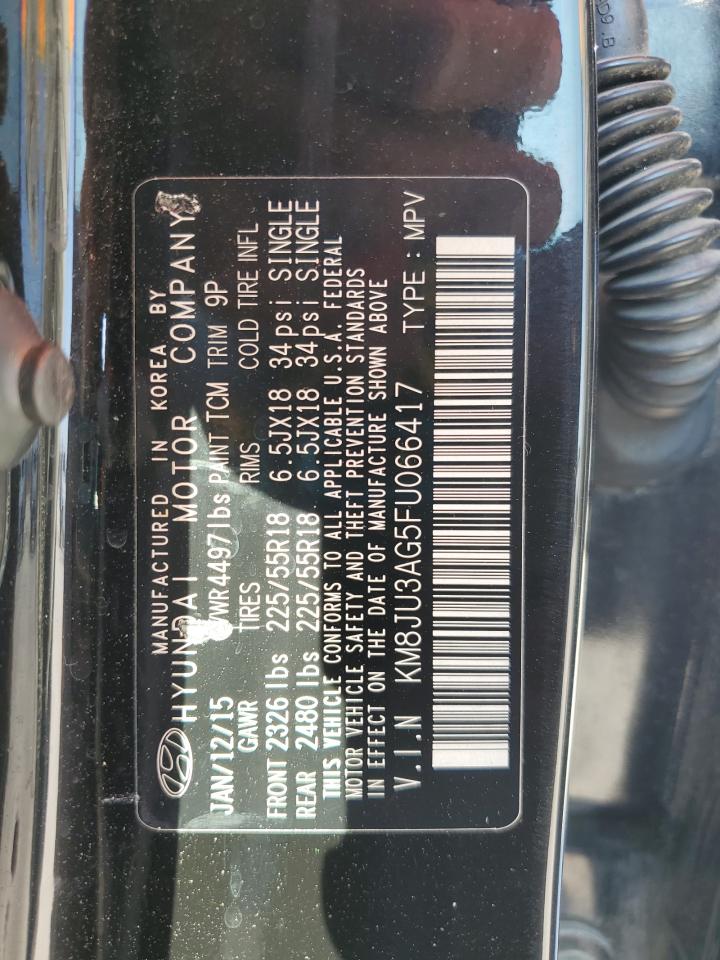 MANUFACTURED IN KOREA BY
HYUNDAI MOTOR COMPANY
JAN/12/15 VWR4497lbs PAINT TCM TRIM 9P
GAWR TIRES RIMS COLD TIRE INFL
FRONT 2326 lbs 225/55R18 6.5JX18 34psi SINGLE
REAR 2480 lbs 225/55R18 6.5JX18 34psi SINGLE
THIS VEHICLE CONFORMS TO ALL APPLICABLE U.S.A. FEDERAL
MOTOR VEHICLE SAFETY AND THEFT PREVENTION STANDARDS
IN EFFECT ON THE DATE OF MANUFACTURE SHOWN ABOVE
V.I.N KM8JU3AG5FU066417 TYPE : MPV